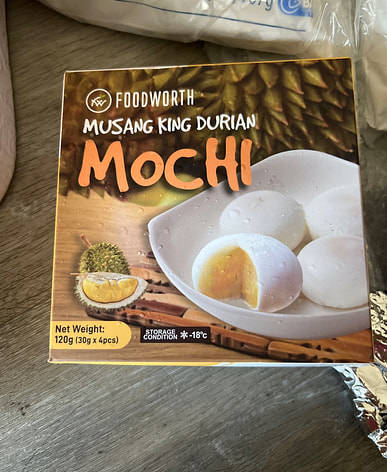 FOODWORTH
MUSANG KING DURIAN
MOCHI
Net Weight:
120g (30g x 4pcs)
STORAGE
CONDITION
-18°c